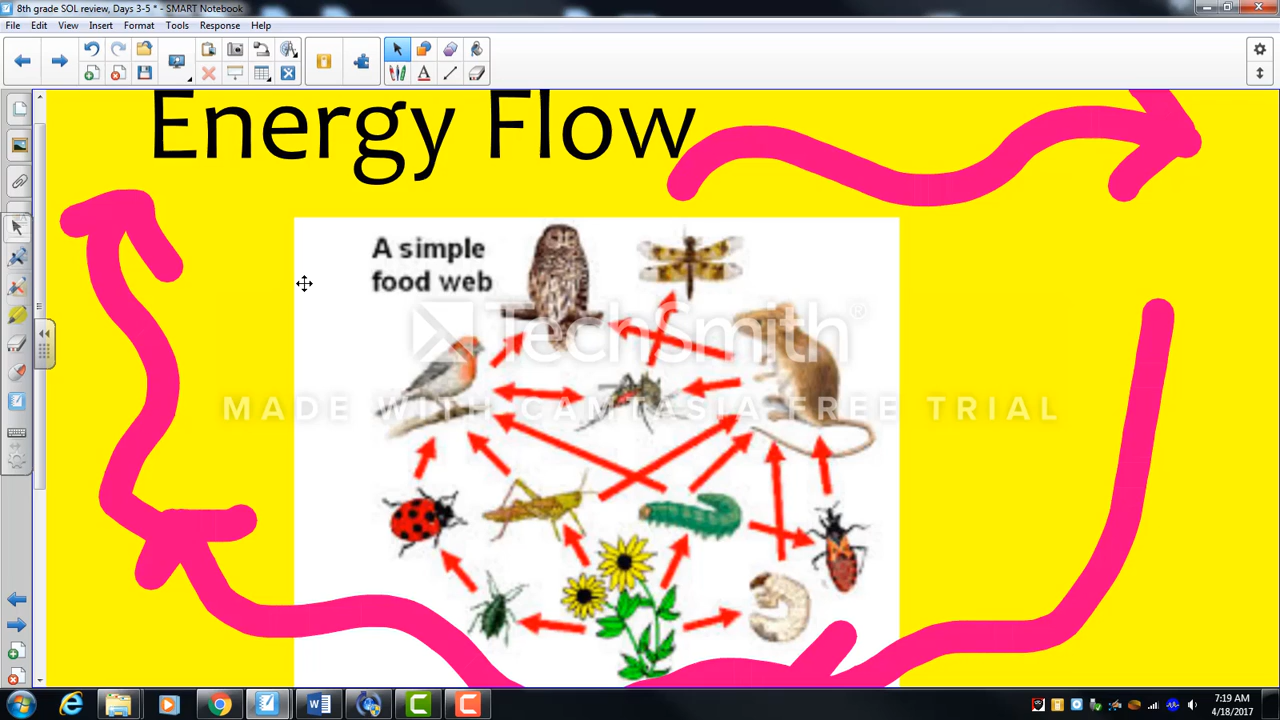 8th grade SOL review, Days 3-5 * - SMART Notebook
File Edit View Insert Format Tools Response Help
Energy Flow
A simple
food web
TechSmith®
MADE WITH CAMTASIA FREE TRIAL
7:19 AM
4/18/2017